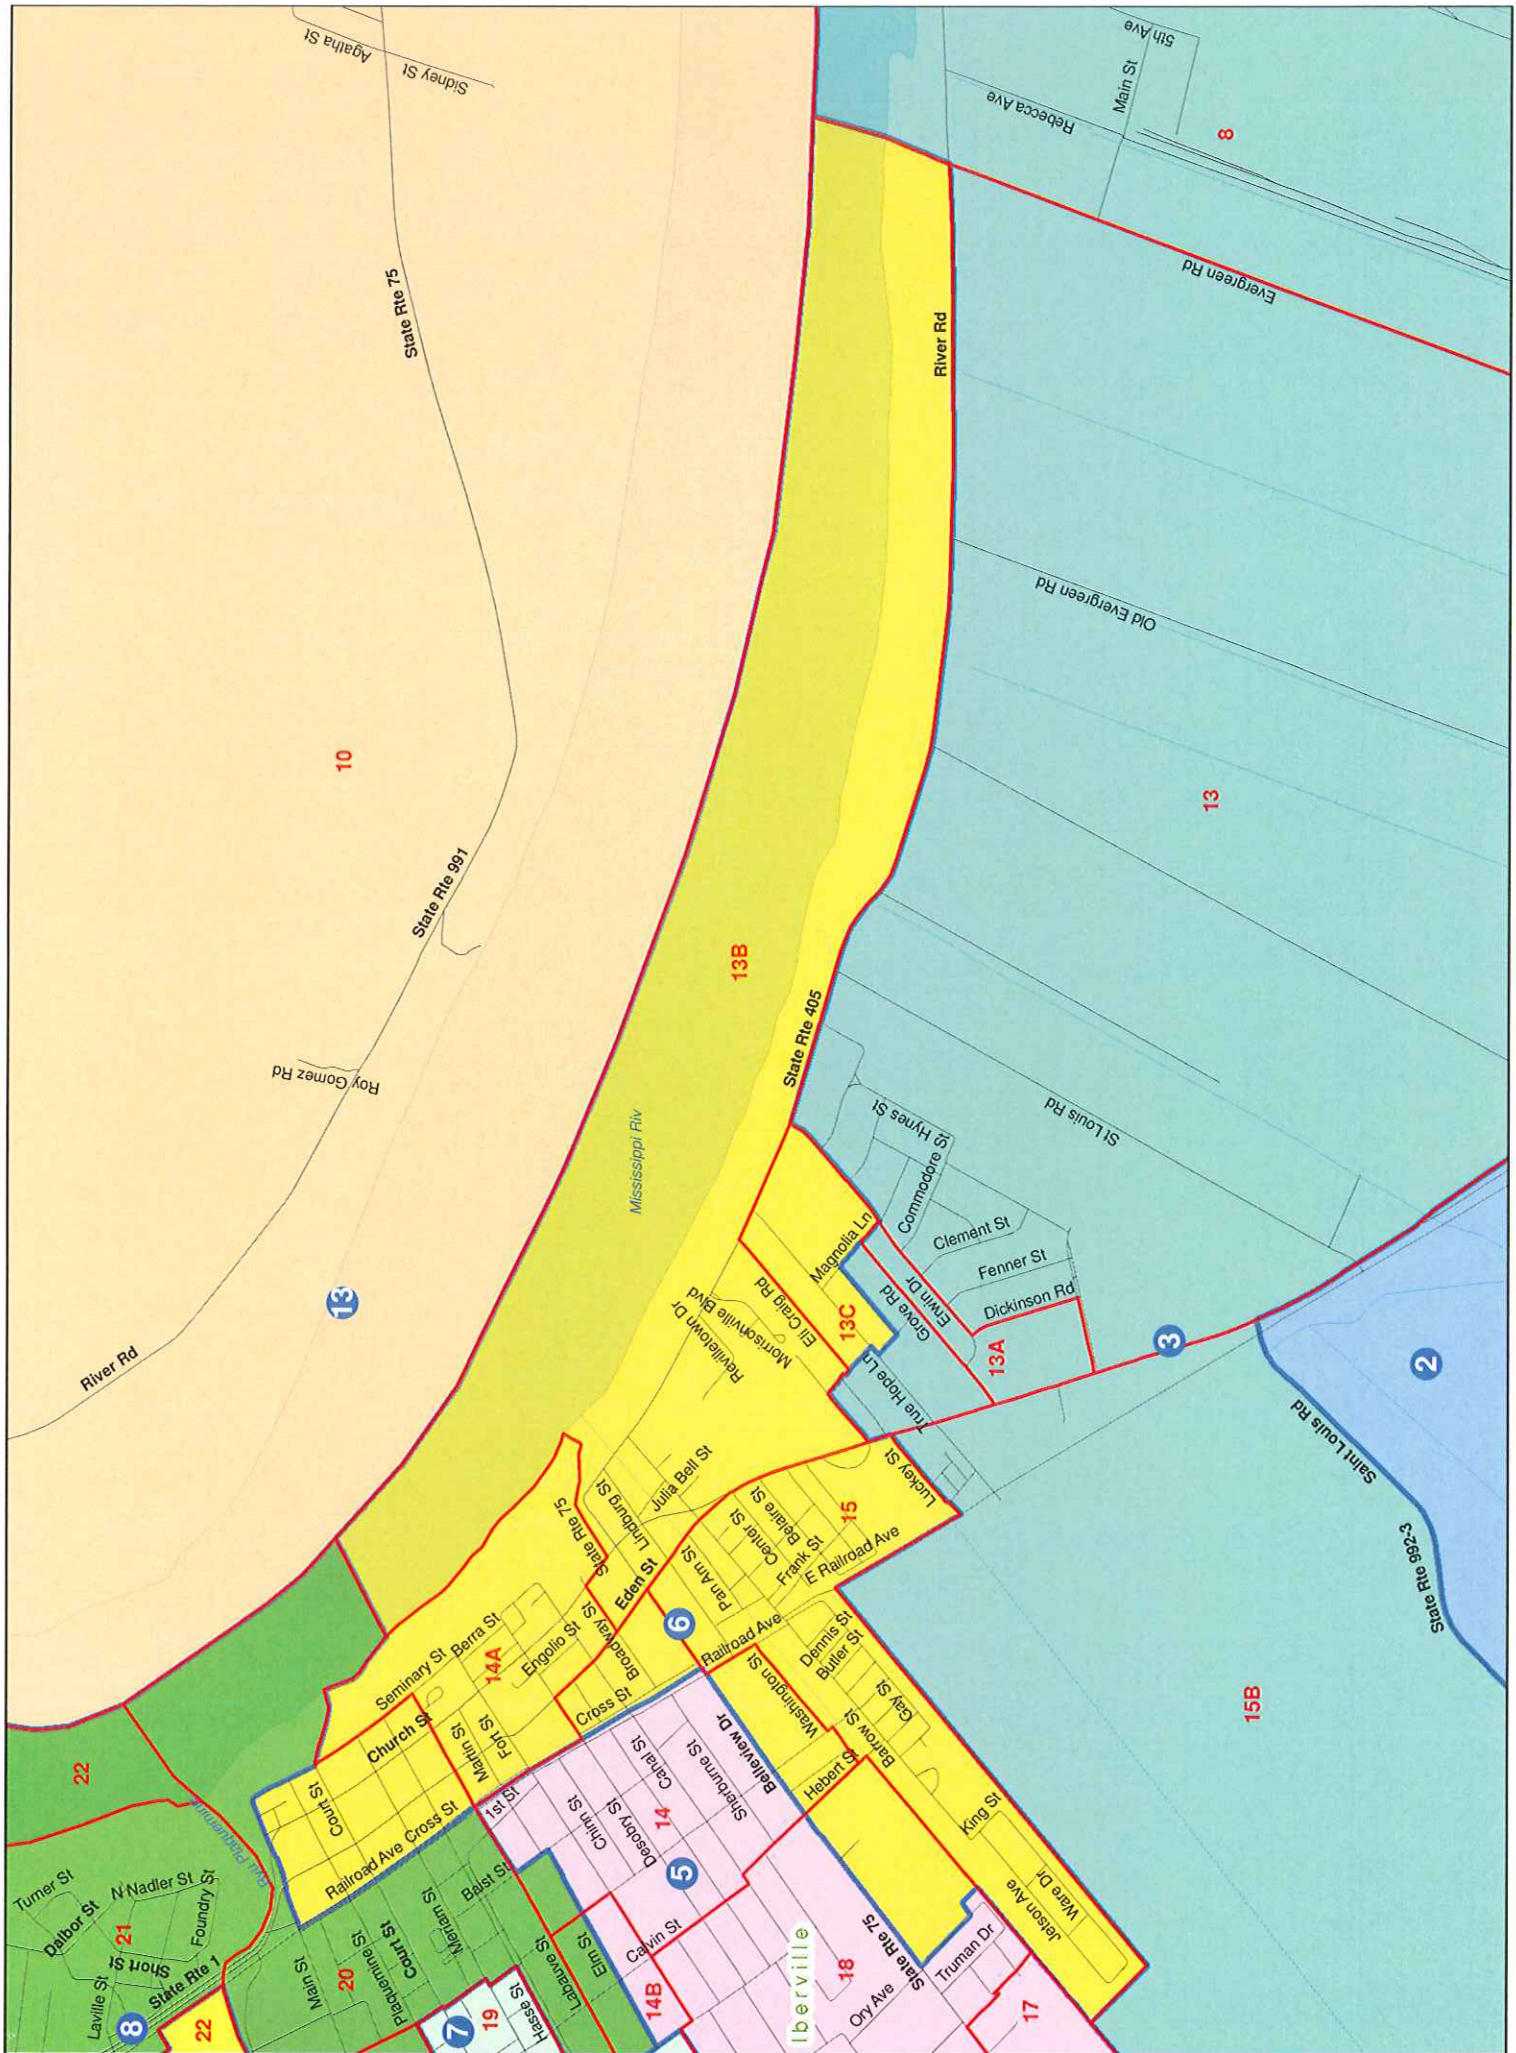 Agatha St
Sidney St
5th Ave
Main St
Rebecca Ave
8
Evergreen Rd
State Rte 75
River Rd
Old Evergreen Rd
10
13
State Rte 991
13B
State Rte 405
Roy Gomez Rd
Mississippi Riv
St Louis Rd
Hynes St
Commodore St
Clement St
Fenner St
Magnolia Ln
Erwin Dr
Dickinson Rd
Grove Rd
13A
13C
Eli Craig Rd
Morrisonville Blvd
Revilletown Dr
True Hope Ln
13
River Rd
3
2
Saint Louis Rd
State Rte 992-3
Luckey St
15
Julia Bell St
Lindburg St
State Rte 75
Belaire St
Center St
Frank St
E Railroad Ave
Pan Am St
Eden St
6
Broadway St
Engolio St
Berra St
14A
Seminary St
Railroad Ave
Cross St
Dennis St
Butler St
Gay St
Washington St
Barrow St
15B
Church St
Martin St
Fort St
Canal St
Sherburne St
Belleview Dr
Hebert St
King St
22
Court St
1st St
Chinn St
Desobry St
14
Railroad Ave
Cross St
Byu Plaquemine
5
Jetson Ave
Ware Dr
Turner St
N Nadler St
Foundry St
Dalbor St
21
Short St
State Rte 1
Laville St
8
22
Main St
20
Plaquemine St
Court St
Meriam St
Balst St
Labauve St
Elm St
Calvin St
14B
7
19
Hasse St
Iberville
18
Ory Ave
State Rte 75
Truman Dr
17